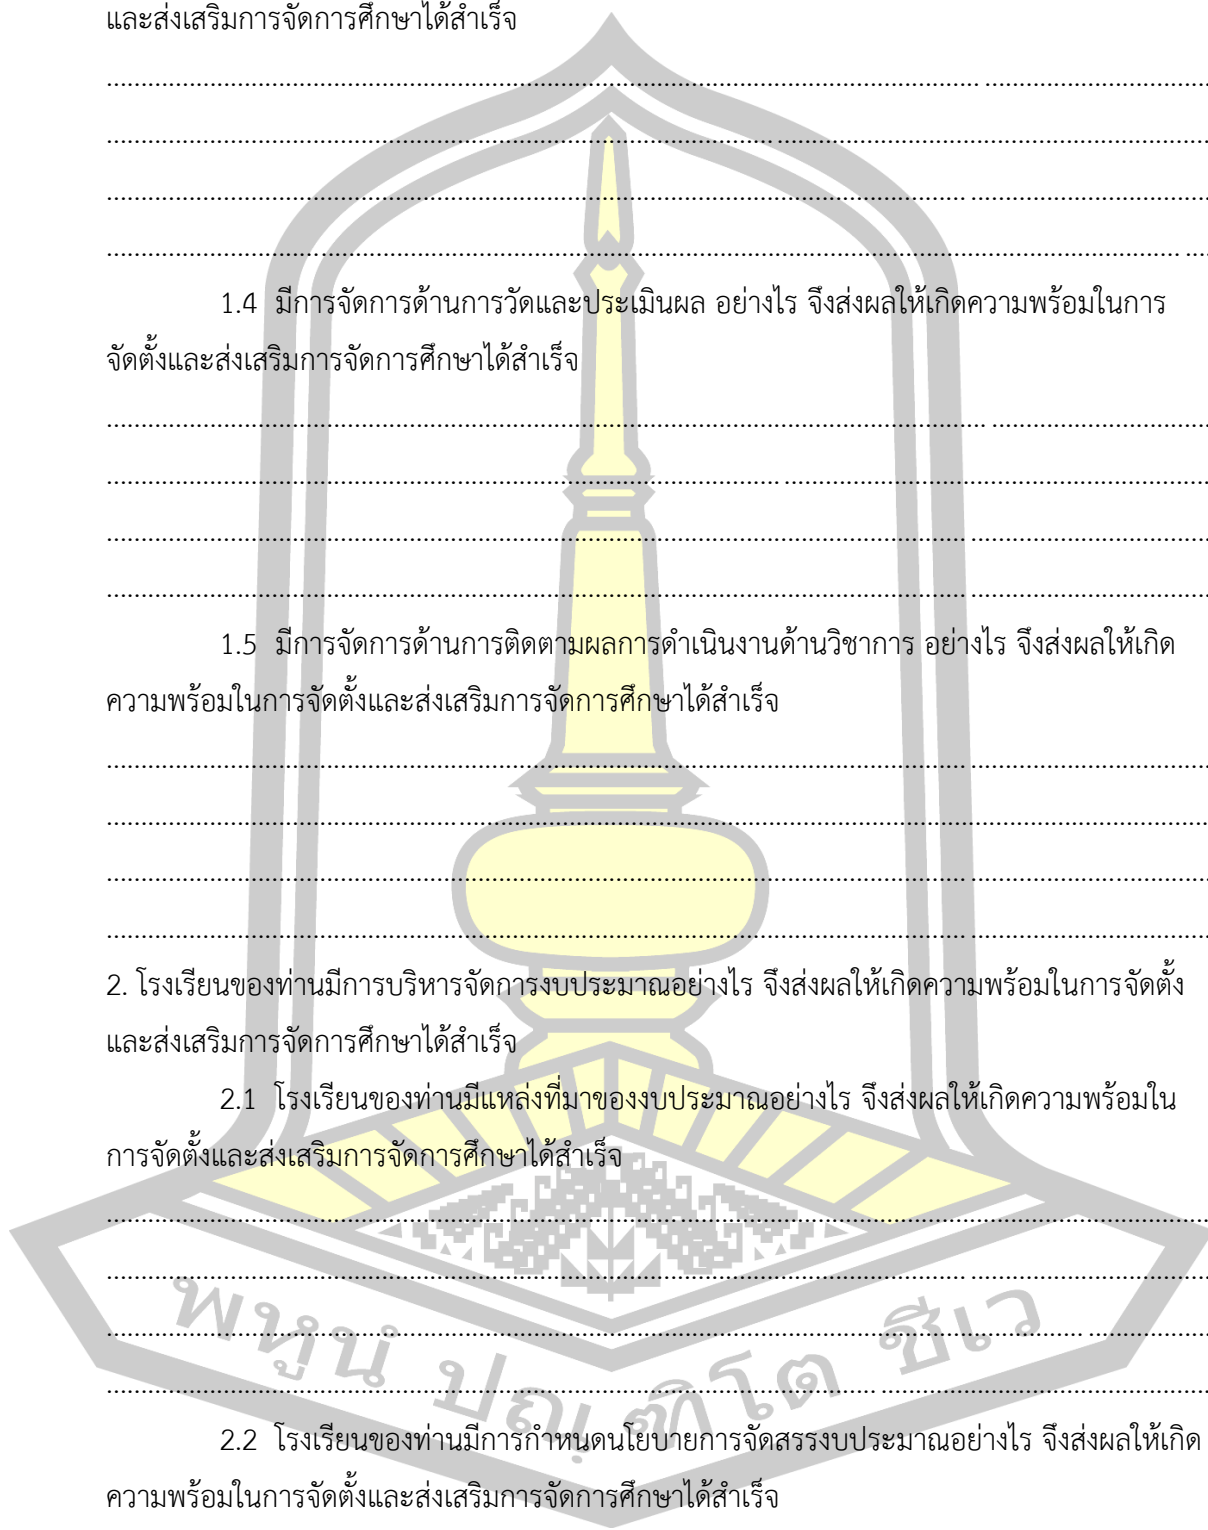 และส่งเสริมการจัดการศึกษาได้สำเร็จ
1.4 มีการจัดการด้านการวัดและประเมินผล อย่างไร จึงส่งผลให้เกิดความพร้อมในการ
จัดตั้งและส่งเสริมการจัดการศึกษาได้สำเร็จ
1.5 มีการจัดการด้านการติดตามผลการดำเนินงานด้านวิชาการ อย่างไร จึงส่งผลให้เกิด
ความพร้อมในการจัดตั้งและส่งเสริมการจัดการศึกษาได้สำเร็จ
2. โรงเรียนของท่านมีการบริหารจัดการงบประมาณอย่างไร จึงส่งผลให้เกิดความพร้อมในการจัดตั้ง
และส่งเสริมการจัดการศึกษาได้สำเร็จ
2.1 โรงเรียนของท่านมีแหล่งที่มาของงบประมาณอย่างไร จึงส่งผลให้เกิดความพร้อมใน
การจัดตั้งและส่งเสริมการจัดการศึกษาได้สำเร็จ
พหูนํ ปณฺฑิโต ชีเว
2.2 โรงเรียนของท่านมีการกำหนดนโยบายการจัดสรรงบประมาณอย่างไร จึงส่งผลให้เกิด
ความพร้อมในการจัดตั้งและส่งเสริมการจัดการศึกษาได้สำเร็จ